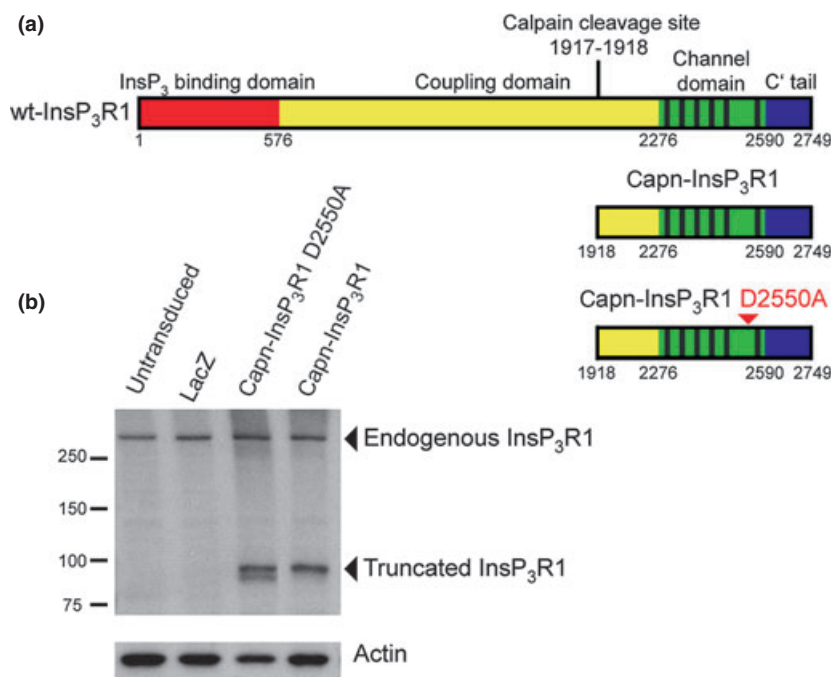 (a)
Calpain cleavage site
1917-1918
InsP₃ binding domain
Coupling domain
Channel domain
C' tail
wt-InsP₃R1
1 576 2276 2590 2749
Capn-InsP₃R1
1918 2276 2590 2749
Capn-InsP₃R1 D2550A
1918 2276 2590 2749
(b)
Untransduced
LacZ
Capn-InsP₃R1 D2550A
Capn-InsP₃R1
250
150
100
75
Endogenous InsP₃R1
Truncated InsP₃R1
Actin